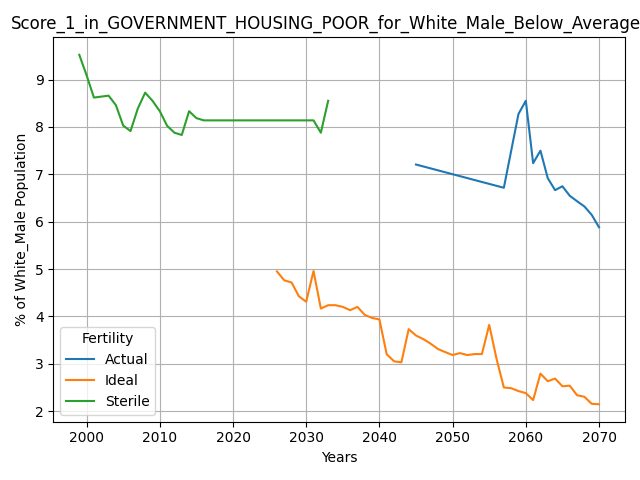 Score_1_in_GOVERNMENT_HOUSING_POOR_for_White_Male_Below_Average
% of White_Male Population
9
8
7
6
5
4
3
2
Fertility
Actual
Ideal
Sterile
2000 2010 2020 2030 2040 2050 2060 2070
Years